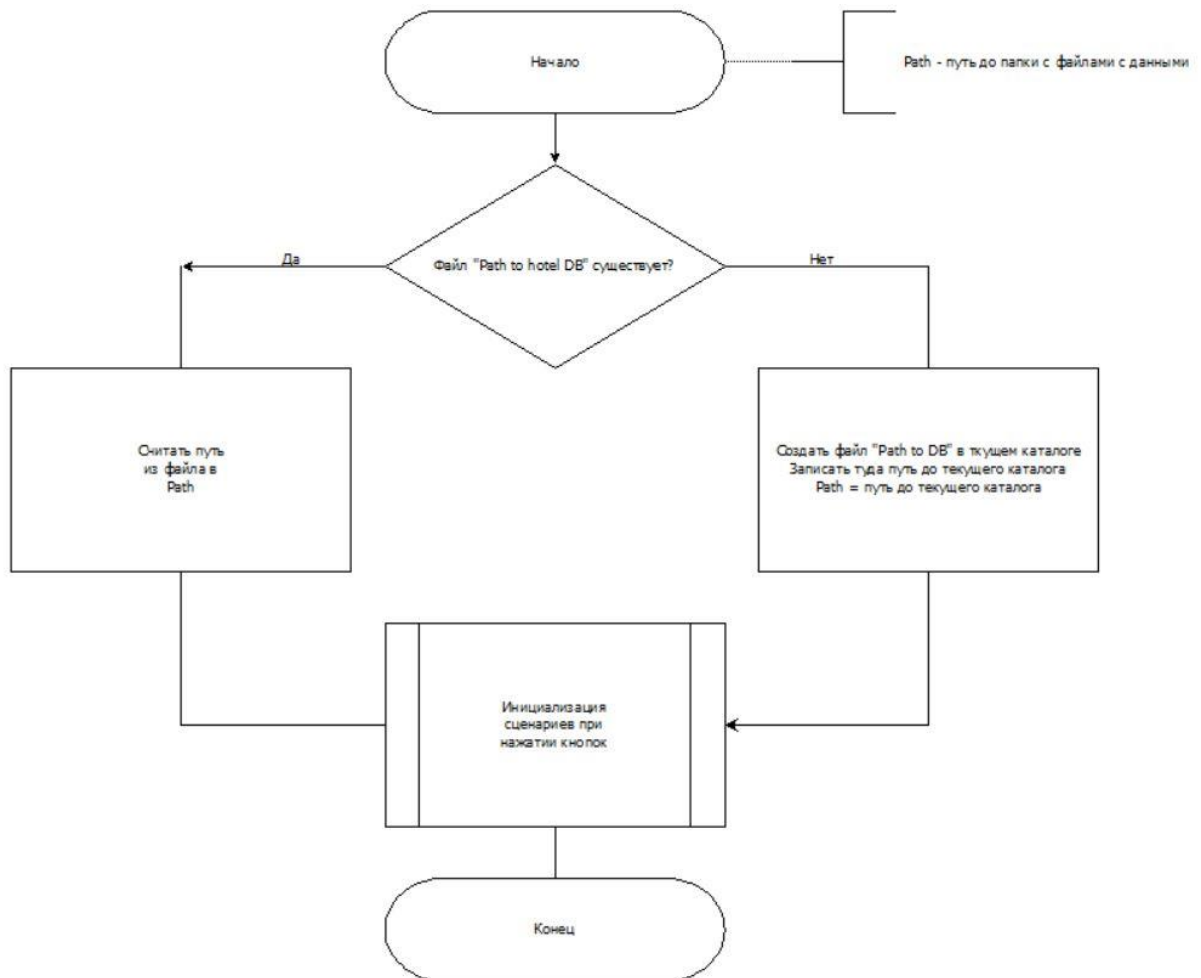 Начало
Path - путь до папки с файлами с данными
Файл "Path to hotel DB" существует?
Да
Нет
Считать путь
из файла в
Path
Создать файл "Path to DB" в ткущем каталоге
Записать туда путь до текущего каталога
Path = путь до текущего каталога
Инициализация
сценариев при
нажатии кнопок
Конец